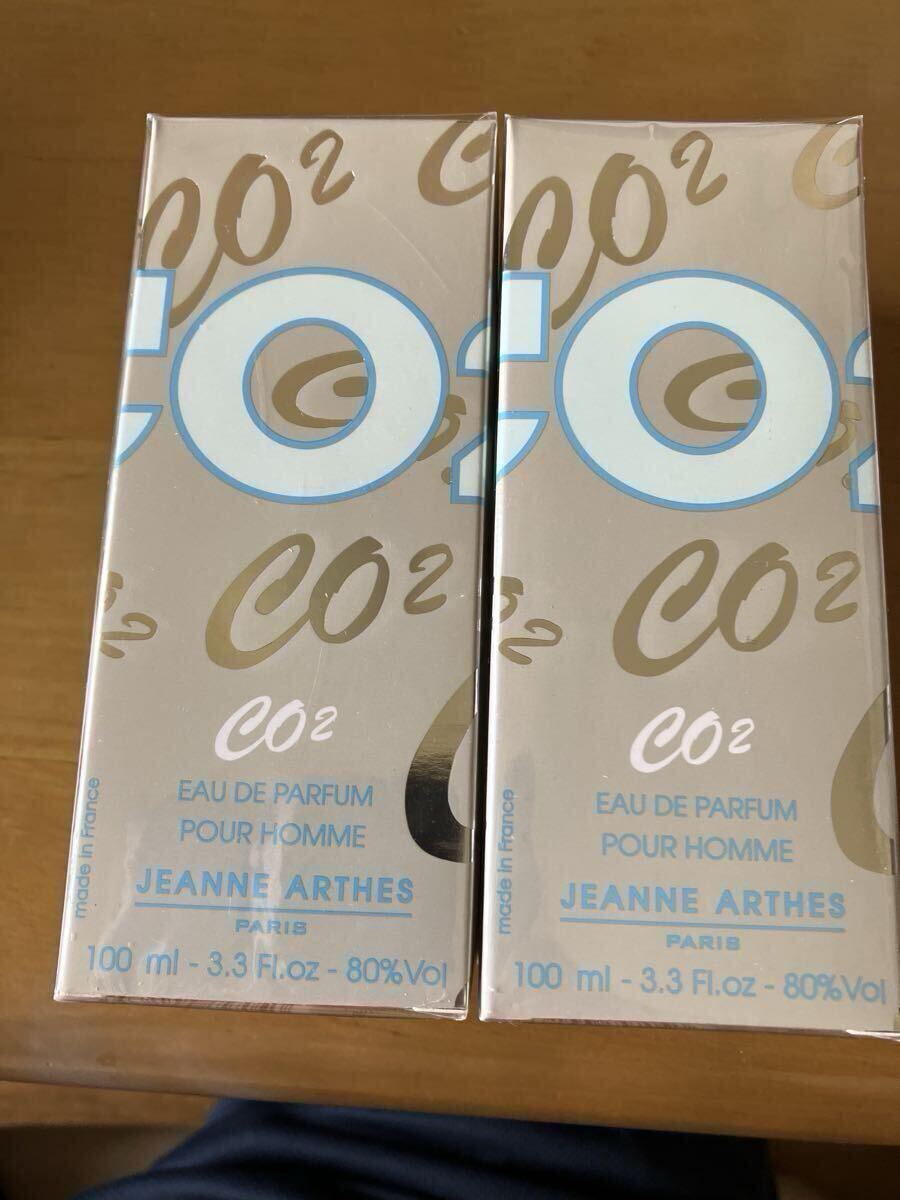 CO²
C
CO²
CO²
2
CO²
EAU DE PARFUM
POUR HOMME
JEANNE ARTHES
PARIS
100 ml - 3.3 Fl.oz - 80%Vol
made in France
CO²
C
CO²
CO²
2
CO²
EAU DE PARFUM
POUR HOMME
JEANNE ARTHES
PARIS
100 ml - 3.3 Fl.oz - 80%Vol
made in France